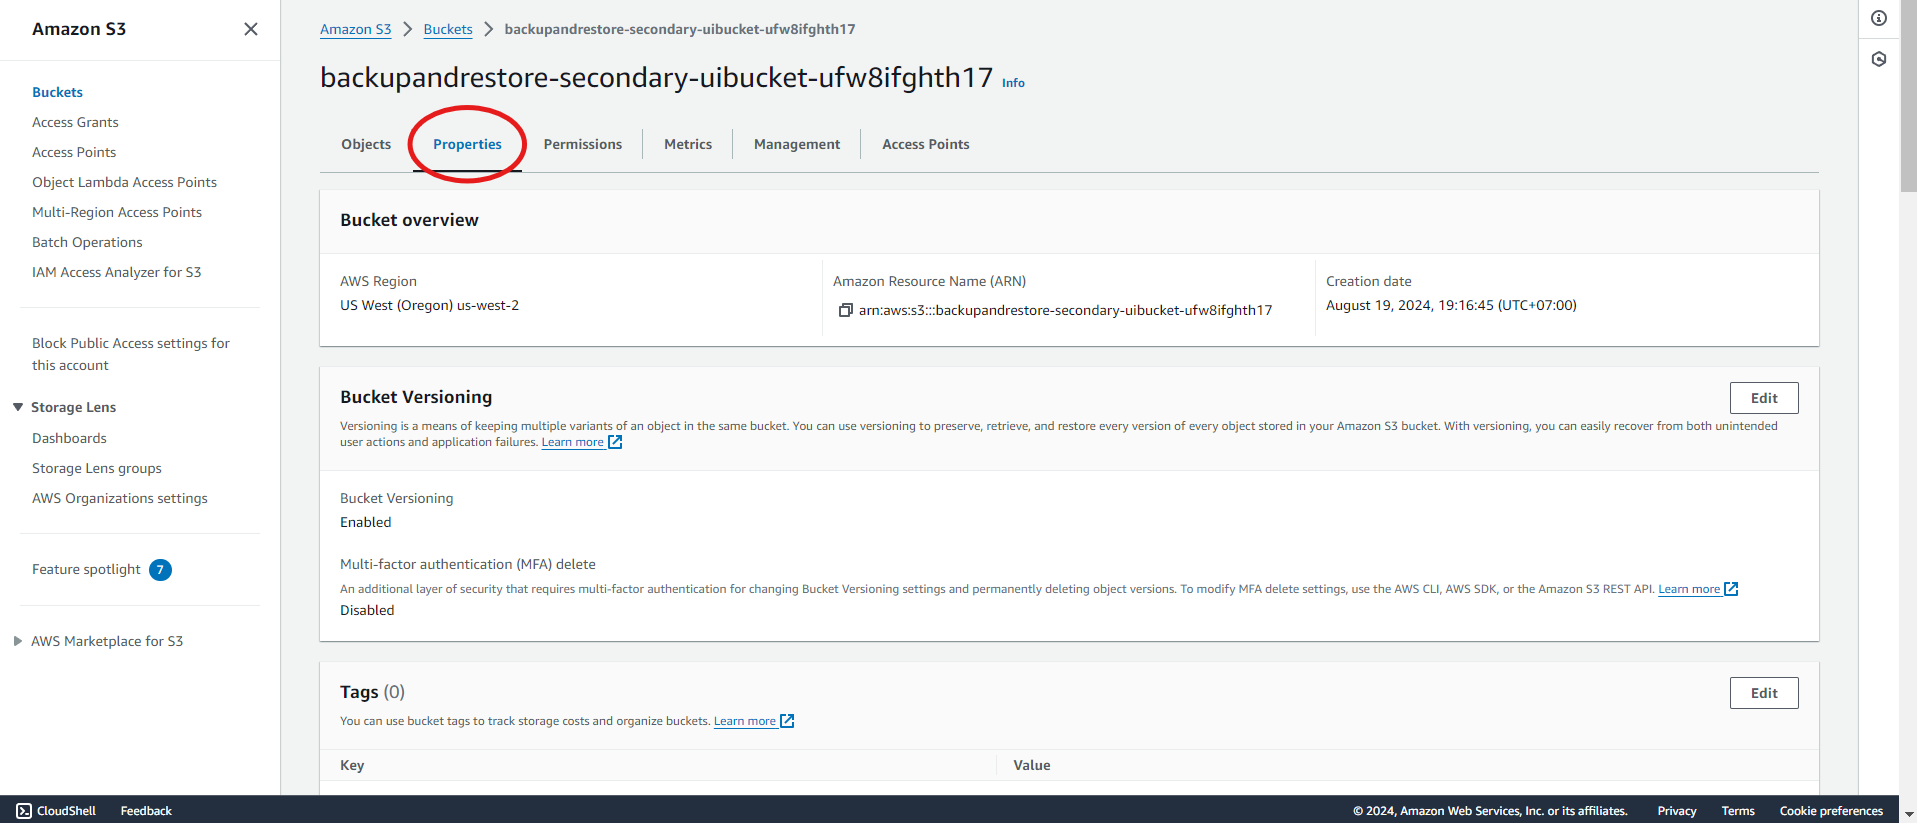 Amazon S3
Buckets
Access Grants
Access Points
Object Lambda Access Points
Multi-Region Access Points
Batch Operations
IAM Access Analyzer for S3
Block Public Access settings for
this account
Storage Lens
Dashboards
Storage Lens groups
AWS Organizations settings
Feature spotlight 7
AWS Marketplace for S3
Amazon S3 > Buckets > backupandrestore-secondary-uibucket-ufw8ifghth17
backupandrestore-secondary-uibucket-ufw8ifghth17 Info
Objects Properties Permissions Metrics Management Access Points
Bucket overview
AWS Region
US West (Oregon) us-west-2
Amazon Resource Name (ARN)
arn:aws:s3:::backupandrestore-secondary-uibucket-ufw8ifghth17
Creation date
August 19, 2024, 19:16:45 (UTC+07:00)
Bucket Versioning
Edit
Versioning is a means of keeping multiple variants of an object in the same bucket. You can use versioning to preserve, retrieve, and restore every version of every object stored in your Amazon S3 bucket. With versioning, you can easily recover from both unintended
user actions and application failures. Learn more
Bucket Versioning
Enabled
Multi-factor authentication (MFA) delete
An additional layer of security that requires multi-factor authentication for changing Bucket Versioning settings and permanently deleting object versions. To modify MFA delete settings, use the AWS CLI, AWS SDK, or the Amazon S3 REST API. Learn more
Disabled
Tags (0)
Edit
You can use bucket tags to track storage costs and organize buckets. Learn more
Key Value
CloudShell Feedback © 2024, Amazon Web Services, Inc. or its affiliates. Privacy Terms Cookie preferences